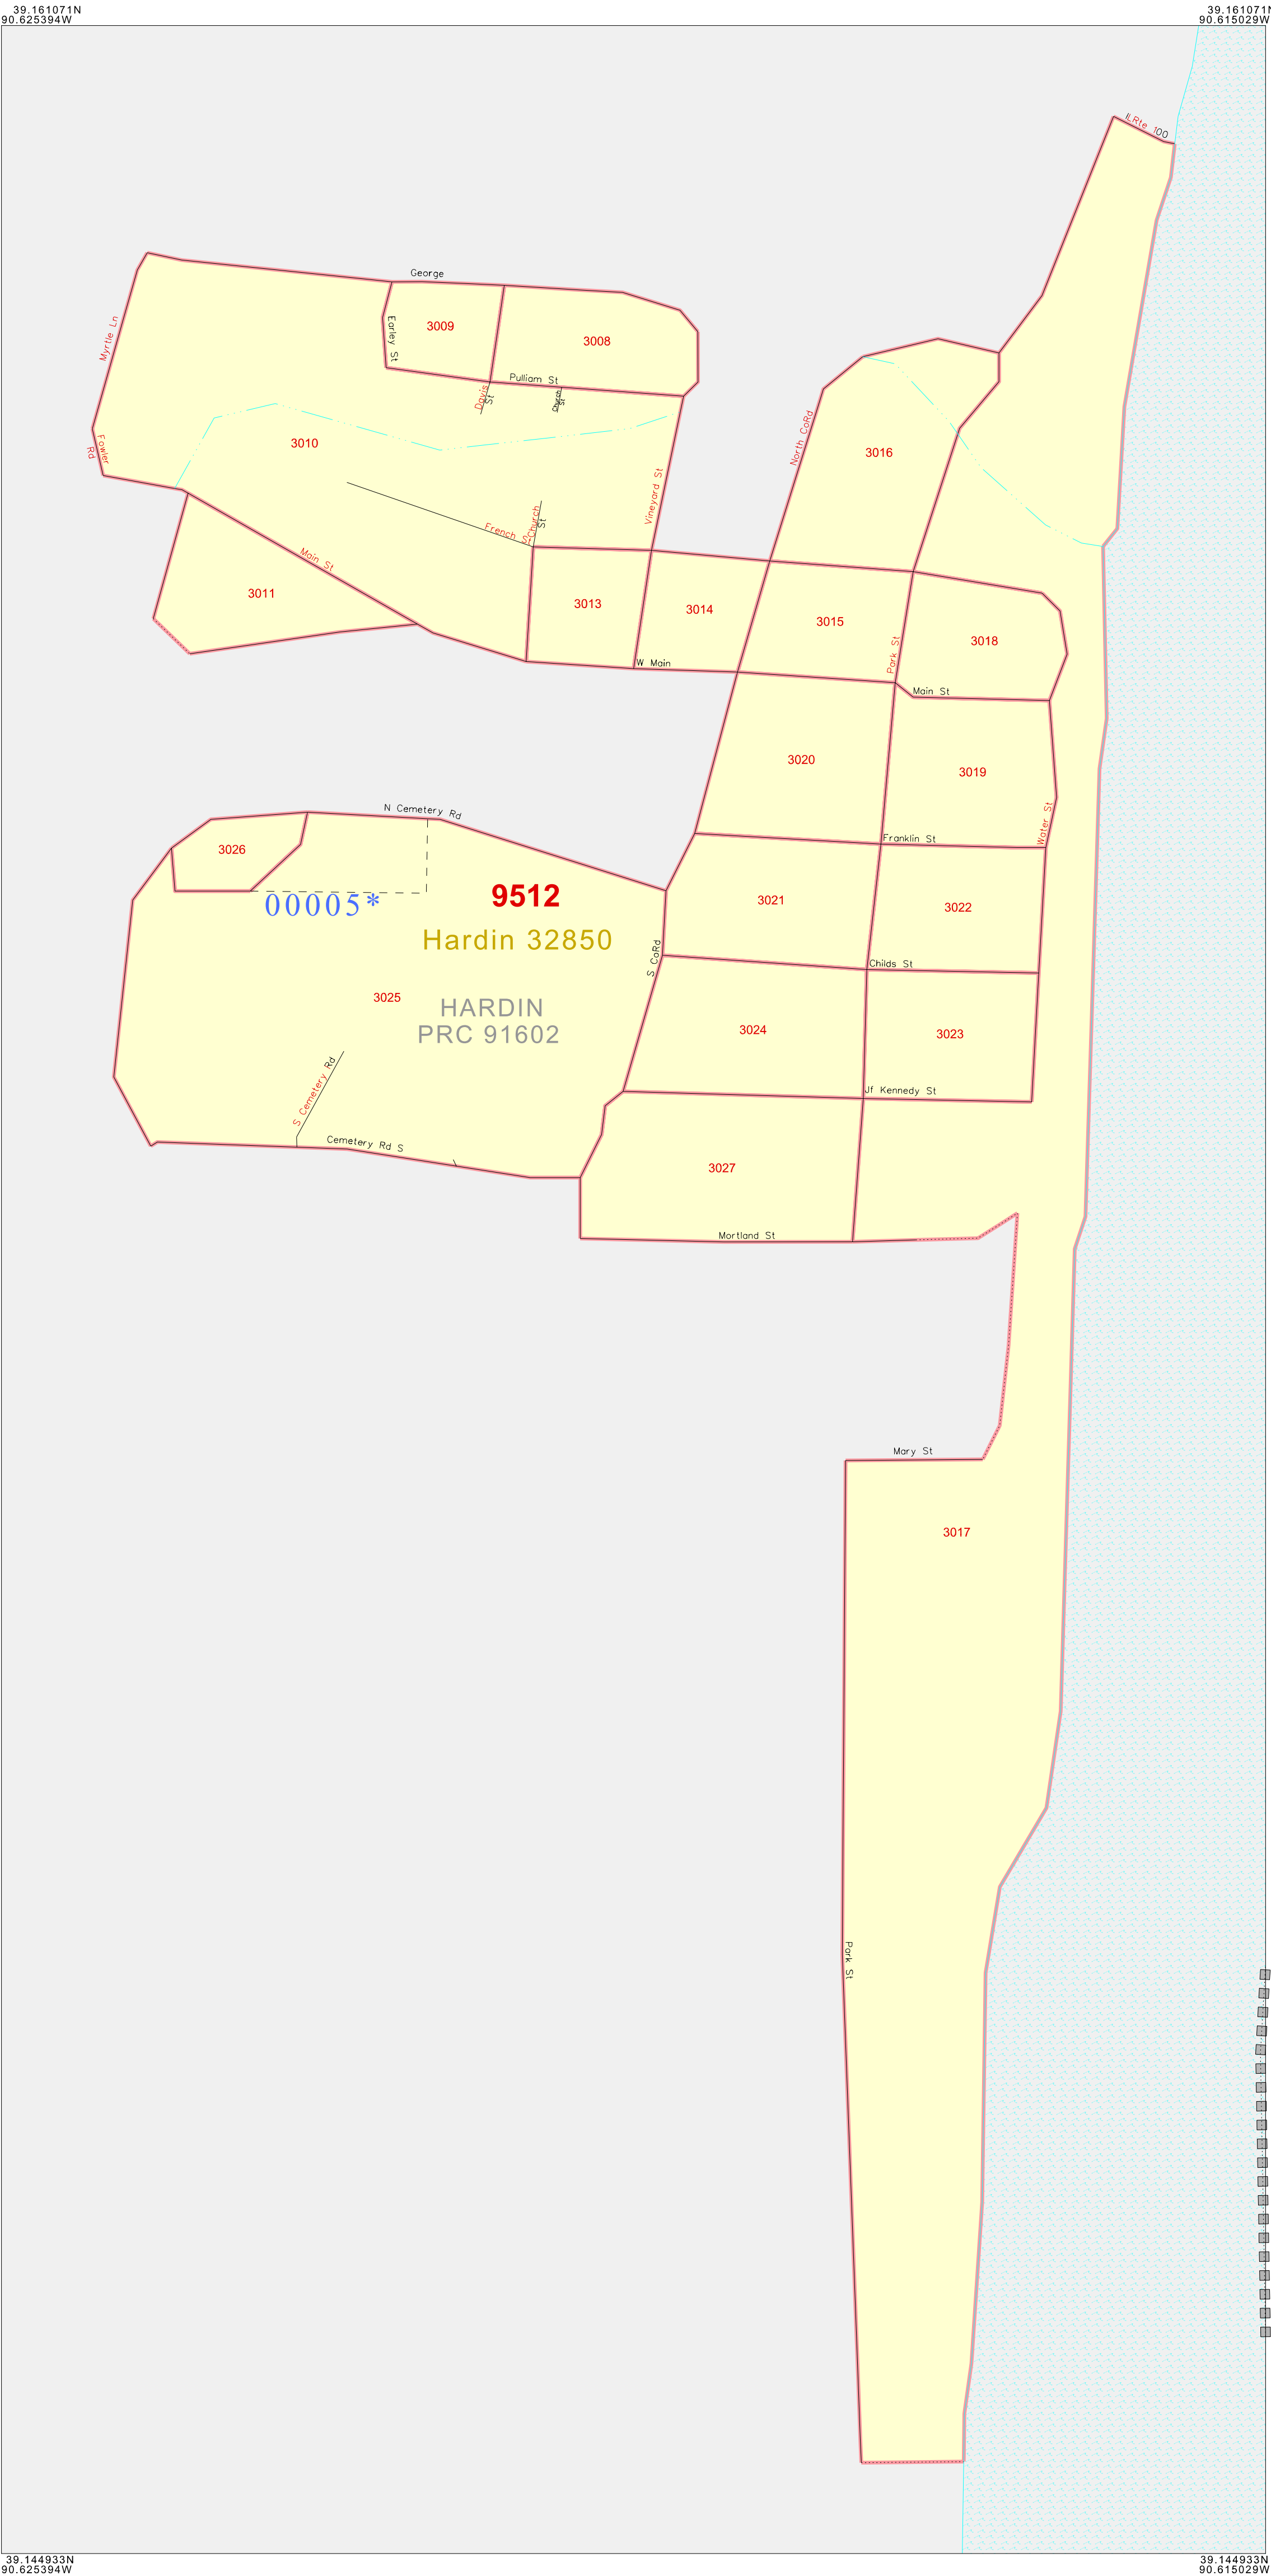 39.161071N
90.625394W
39.161071N
90.615029W
ILRte 100
George
3009
3008
Earley St
Myrtle Ln
Pulliam St
Davis St
Church St
3010
Fowler Rd
North CoRd
3016
Vineyard St
French St
Church St
Main St
3011
3013
3014
3015
3018
Park St
W Main
Main St
3020
3019
Water St
N Cemetery Rd
Franklin St
3026
00005*
9512
3021
3022
Hardin 32850
S CoRd
Childs St
3025
HARDIN
PRC 91602
3024
3023
S Cemetery Rd
Jf Kennedy St
Cemetery Rd S
3027
Mortland St
Mary St
3017
Park St
39.144933N
90.625394W
39.144933N
90.615029W